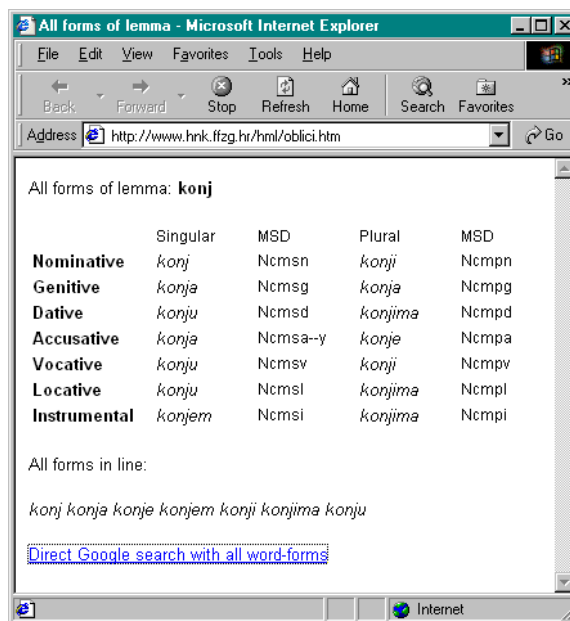 All forms of lemma - Microsoft Internet Explorer
File Edit View Favorites Tools Help
Back Forward Stop Refresh Home Search Favorites »
Address http://www.hnk.ffzg.hr/hml/oblici.htm Go
All forms of lemma: konj
Singular MSD Plural MSD
Nominative konj Ncmsn konji Ncmpn
Genitive konja Ncmsg konja Ncmpg
Dative konju Ncmsd konjima Ncmpd
Accusative konja Ncmsa--y konje Ncmpa
Vocative konju Ncmsv konji Ncmpv
Locative konju Ncmsl konjima Ncmpl
Instrumental konjem Ncmsi konjima Ncmpi
All forms in line:
konj konja konje konjem konji konjima konju
Direct Google search with all word-forms
Internet